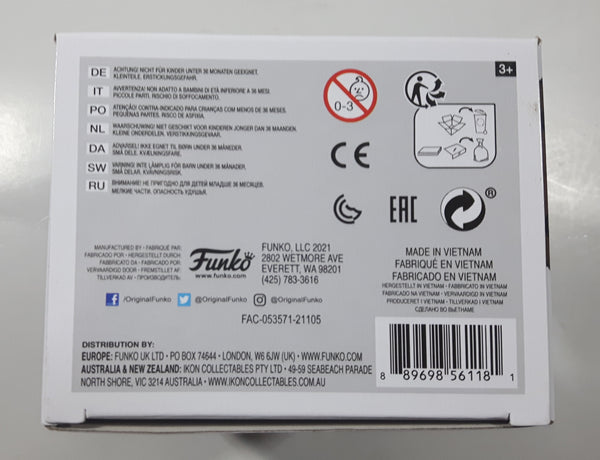 3+
DE ACHTUNG! NICHT FÜR KINDER UNTER 36 MONATEN GEEIGNET.
KLEINTEILE. ERSTICKUNGSGEFAHR.
IT AVVERTENZA! NON ADATTO A BAMBINI DI ETÀ INFERIORE A 36 MESI.
PICCOLE PARTI. RISCHIO DI SOFFOCAMENTO.
PO ATENÇÃO! CONTRA-INDICADO PARA CRIANÇAS COM MENOS DE 36 MESES.
PEQUENAS PARTES. RISCO DE ASFIXIA.
NL WAARSCHUWING! NIET GESCHIKT VOOR KINDEREN JONGER DAN 36 MAANDEN.
KLEINE ONDERDELEN. VERSTIKKINGSGEVAAR.
DA ADVARSEL! IKKE EGNET TIL BØRN UNDER 36 MÅNEDER.
SMÅ DELE. KVÆLNINGSFARE.
SW VARNING! INTE LÄMPLIG FÖR BARN UNDER 36 MÅNADER.
SMÅ DELAR. KVÄVNINGSRISK.
RU ВНИМАНИЕ! НЕ ПРИГОДНО ДЛЯ ДЕТЕЙ МЛАДШЕ 36 МЕСЯЦЕВ.
МЕЛКИЕ ЧАСТИ. ОПАСНОСТЬ УДУШЬЯ.
0-3
CE
EAC
®
MANUFACTURED BY • FABRIQUÉ PAR
FABRICADO POR • HERGESTELLT DURCH
FABBRICATO DA • FABRICADO POR
VERVAARDIGD DOOR • FREMSTILLET AF
TILLVERKAD AV • ПРОИЗВЕДЕНО
Funko
www.funko.com
FUNKO, LLC 2021
2802 WETMORE AVE
EVERETT, WA 98201
(425) 783-3616
MADE IN VIETNAM
FABRIQUÉ EN VIETNAM
FABRICADO EN VIETNAM
HERGESTELLT IN VIETNAM • FABBRICATO IN VIETNAM
FABRICADO NA VIETNAM • VERVAARDIGD IN VIETNAM
PRODUCERET I VIETNAM • TILLVERKAD I VIETNAM
СДЕЛАНО ВО ВЬЕТНАМЕ
/OriginalFunko @OriginalFunko @OriginalFunko
FAC-053571-21105
DISTRIBUTION BY:
EUROPE: FUNKO UK LTD • PO BOX 74644 • LONDON, W6 6JW (UK) • WWW.FUNKO.COM
AUSTRALIA & NEW ZEALAND: IKON COLLECTABLES PTY LTD • 49-59 SEABEACH PARADE
NORTH SHORE, VIC 3214 AUSTRALIA • WWW.IKONCOLLECTABLES.COM.AU
8 89698 56118 1